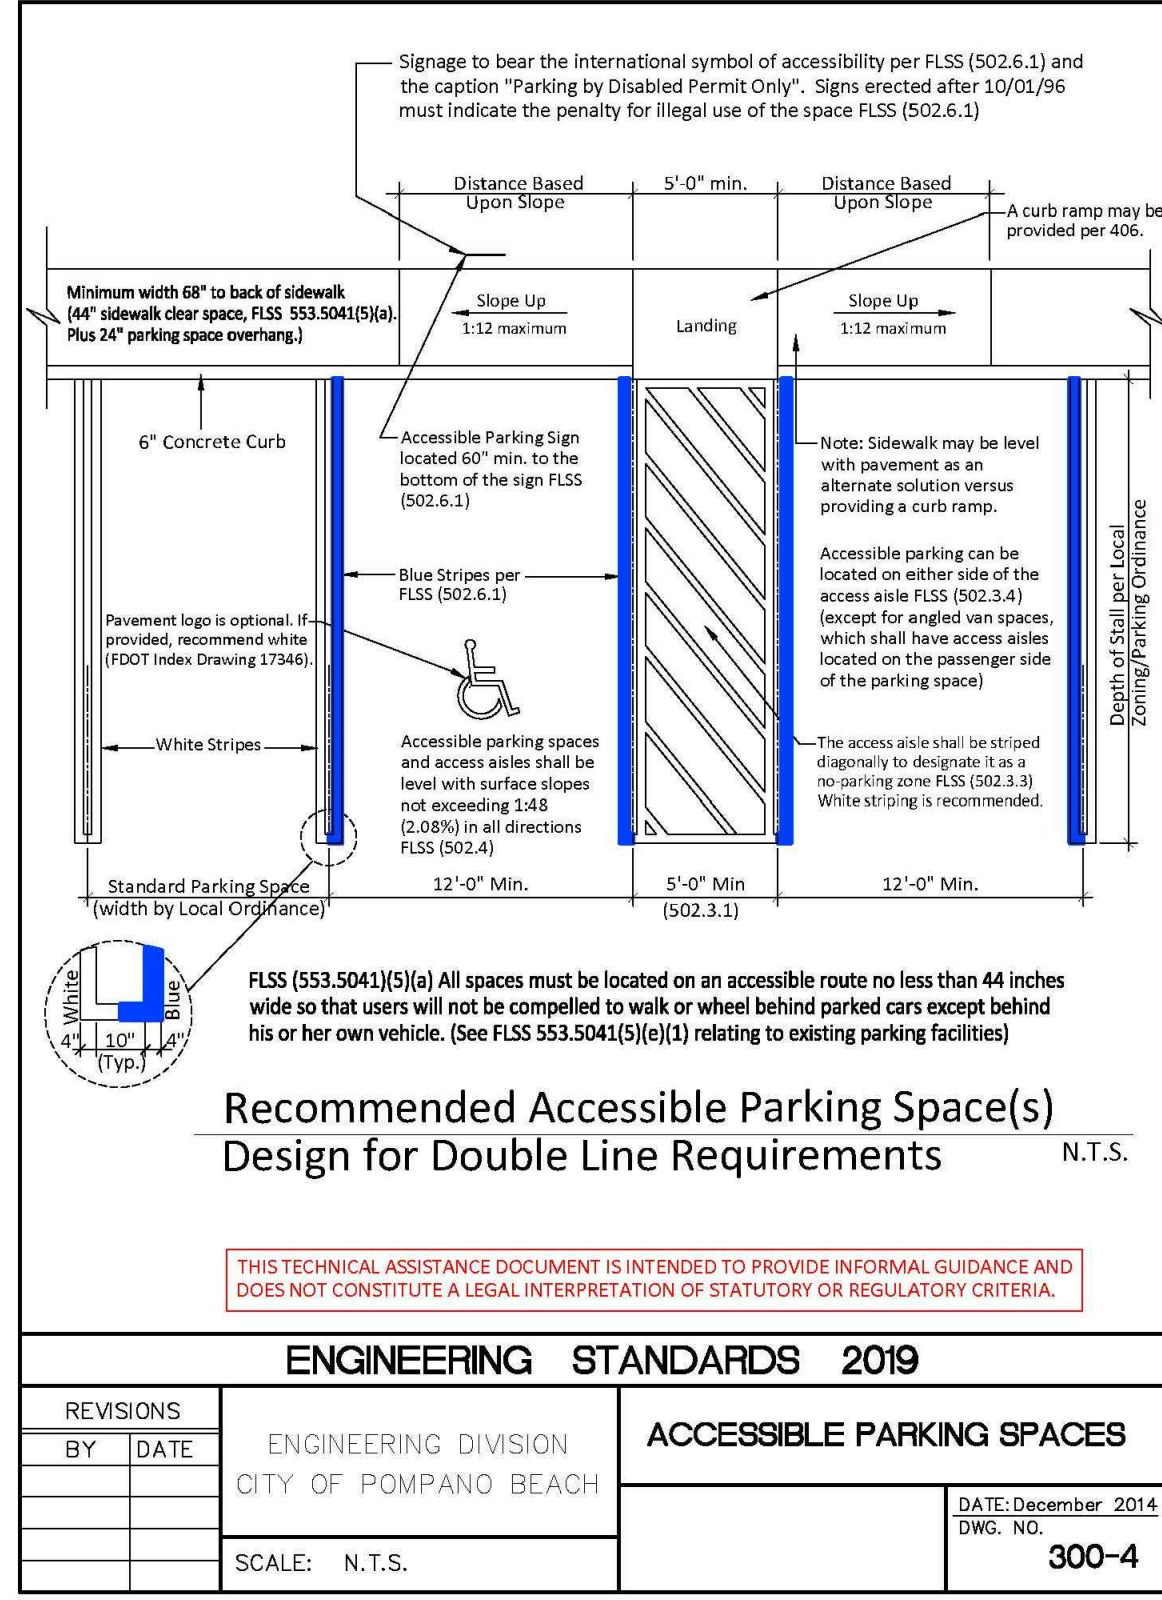 Signage to bear the international symbol of accessibility per FLSS (502.6.1) and
the caption "Parking by Disabled Permit Only".  Signs erected after 10/01/96
must indicate the penalty for illegal use of the space FLSS (502.6.1)
Distance Based
Upon Slope
5'-0" min.
Distance Based
Upon Slope
A curb ramp may be
provided per 406.
Minimum width 68" to back of sidewalk
(44" sidewalk clear space, FLSS 553.5041(5)(a).
Plus 24" parking space overhang.)
Slope Up
1:12 maximum
Landing
Slope Up
1:12 maximum
6" Concrete Curb
Accessible Parking Sign
located 60" min. to the
bottom of the sign FLSS
(502.6.1)
Note: Sidewalk may be level
with pavement as an
alternate solution versus
providing a curb ramp.
Blue Stripes per
FLSS (502.6.1)
Accessible parking can be
located on either side of the
access aisle FLSS (502.3.4)
(except for angled van spaces,
which shall have access aisles
located on the passenger side
of the parking space)
Depth of Stall per Local
Zoning/Parking Ordinance
Pavement logo is optional. If
provided, recommend white
(FDOT Index Drawing 17346).
White Stripes
Accessible parking spaces
and access aisles shall be
level with surface slopes
not exceeding 1:48
(2.08%) in all directions
FLSS (502.4)
The access aisle shall be striped
diagonally to designate it as a
no-parking zone FLSS (502.3.3)
White striping is recommended.
Standard Parking Space
(width by Local Ordinance)
12'-0" Min.
5'-0" Min
(502.3.1)
12'-0" Min.
White
Blue
4"
10"
4"
(Typ.)
FLSS (553.5041)(5)(a) All spaces must be located on an accessible route no less than 44 inches
wide so that users will not be compelled to walk or wheel behind parked cars except behind
his or her own vehicle. (See FLSS 553.5041(5)(e)(1) relating to existing parking facilities)
Recommended Accessible Parking Space(s)
Design for Double Line Requirements
N.T.S.
THIS TECHNICAL ASSISTANCE DOCUMENT IS INTENDED TO PROVIDE INFORMAL GUIDANCE AND
DOES NOT CONSTITUTE A LEGAL INTERPRETATION OF STATUTORY OR REGULATORY CRITERIA.
ENGINEERING STANDARDS 2019
REVISIONS
BY
DATE
ENGINEERING DIVISION
CITY OF POMPANO BEACH
SCALE: N.T.S.
ACCESSIBLE PARKING SPACES
DATE: December 2014
DWG. NO.
300-4